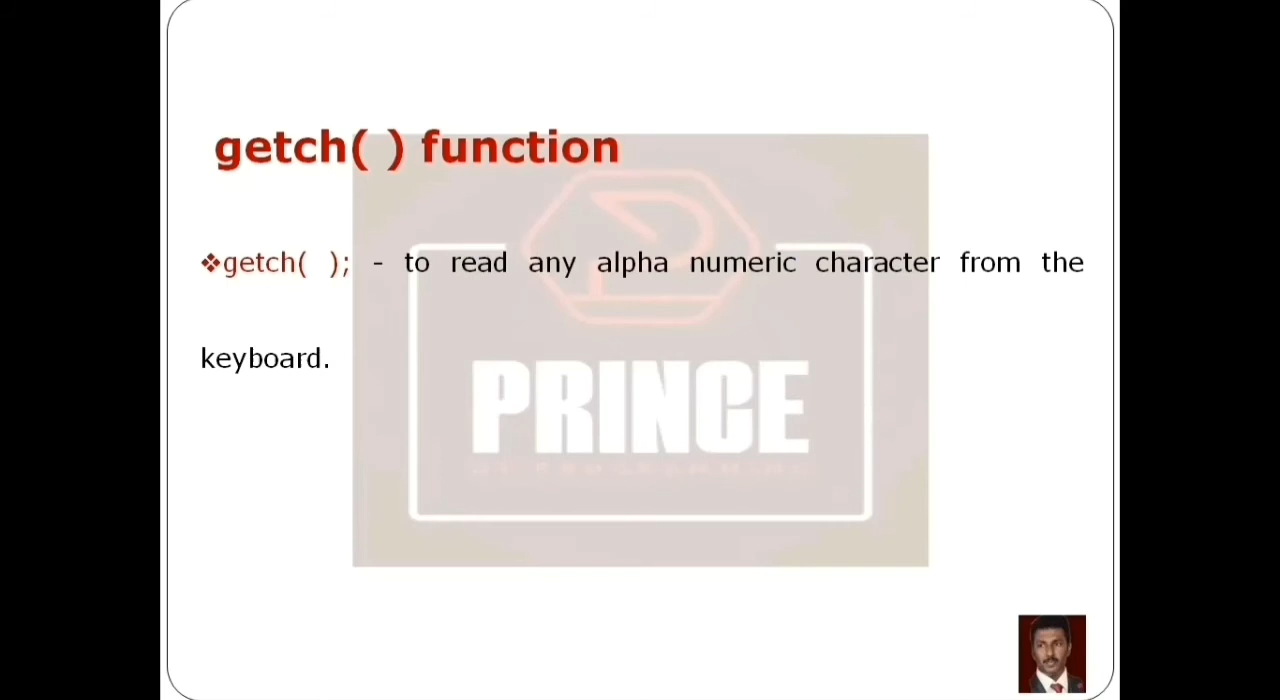 getch( ) function
❖getch( ); - to read any alpha numeric character from the
keyboard.
PRINCE